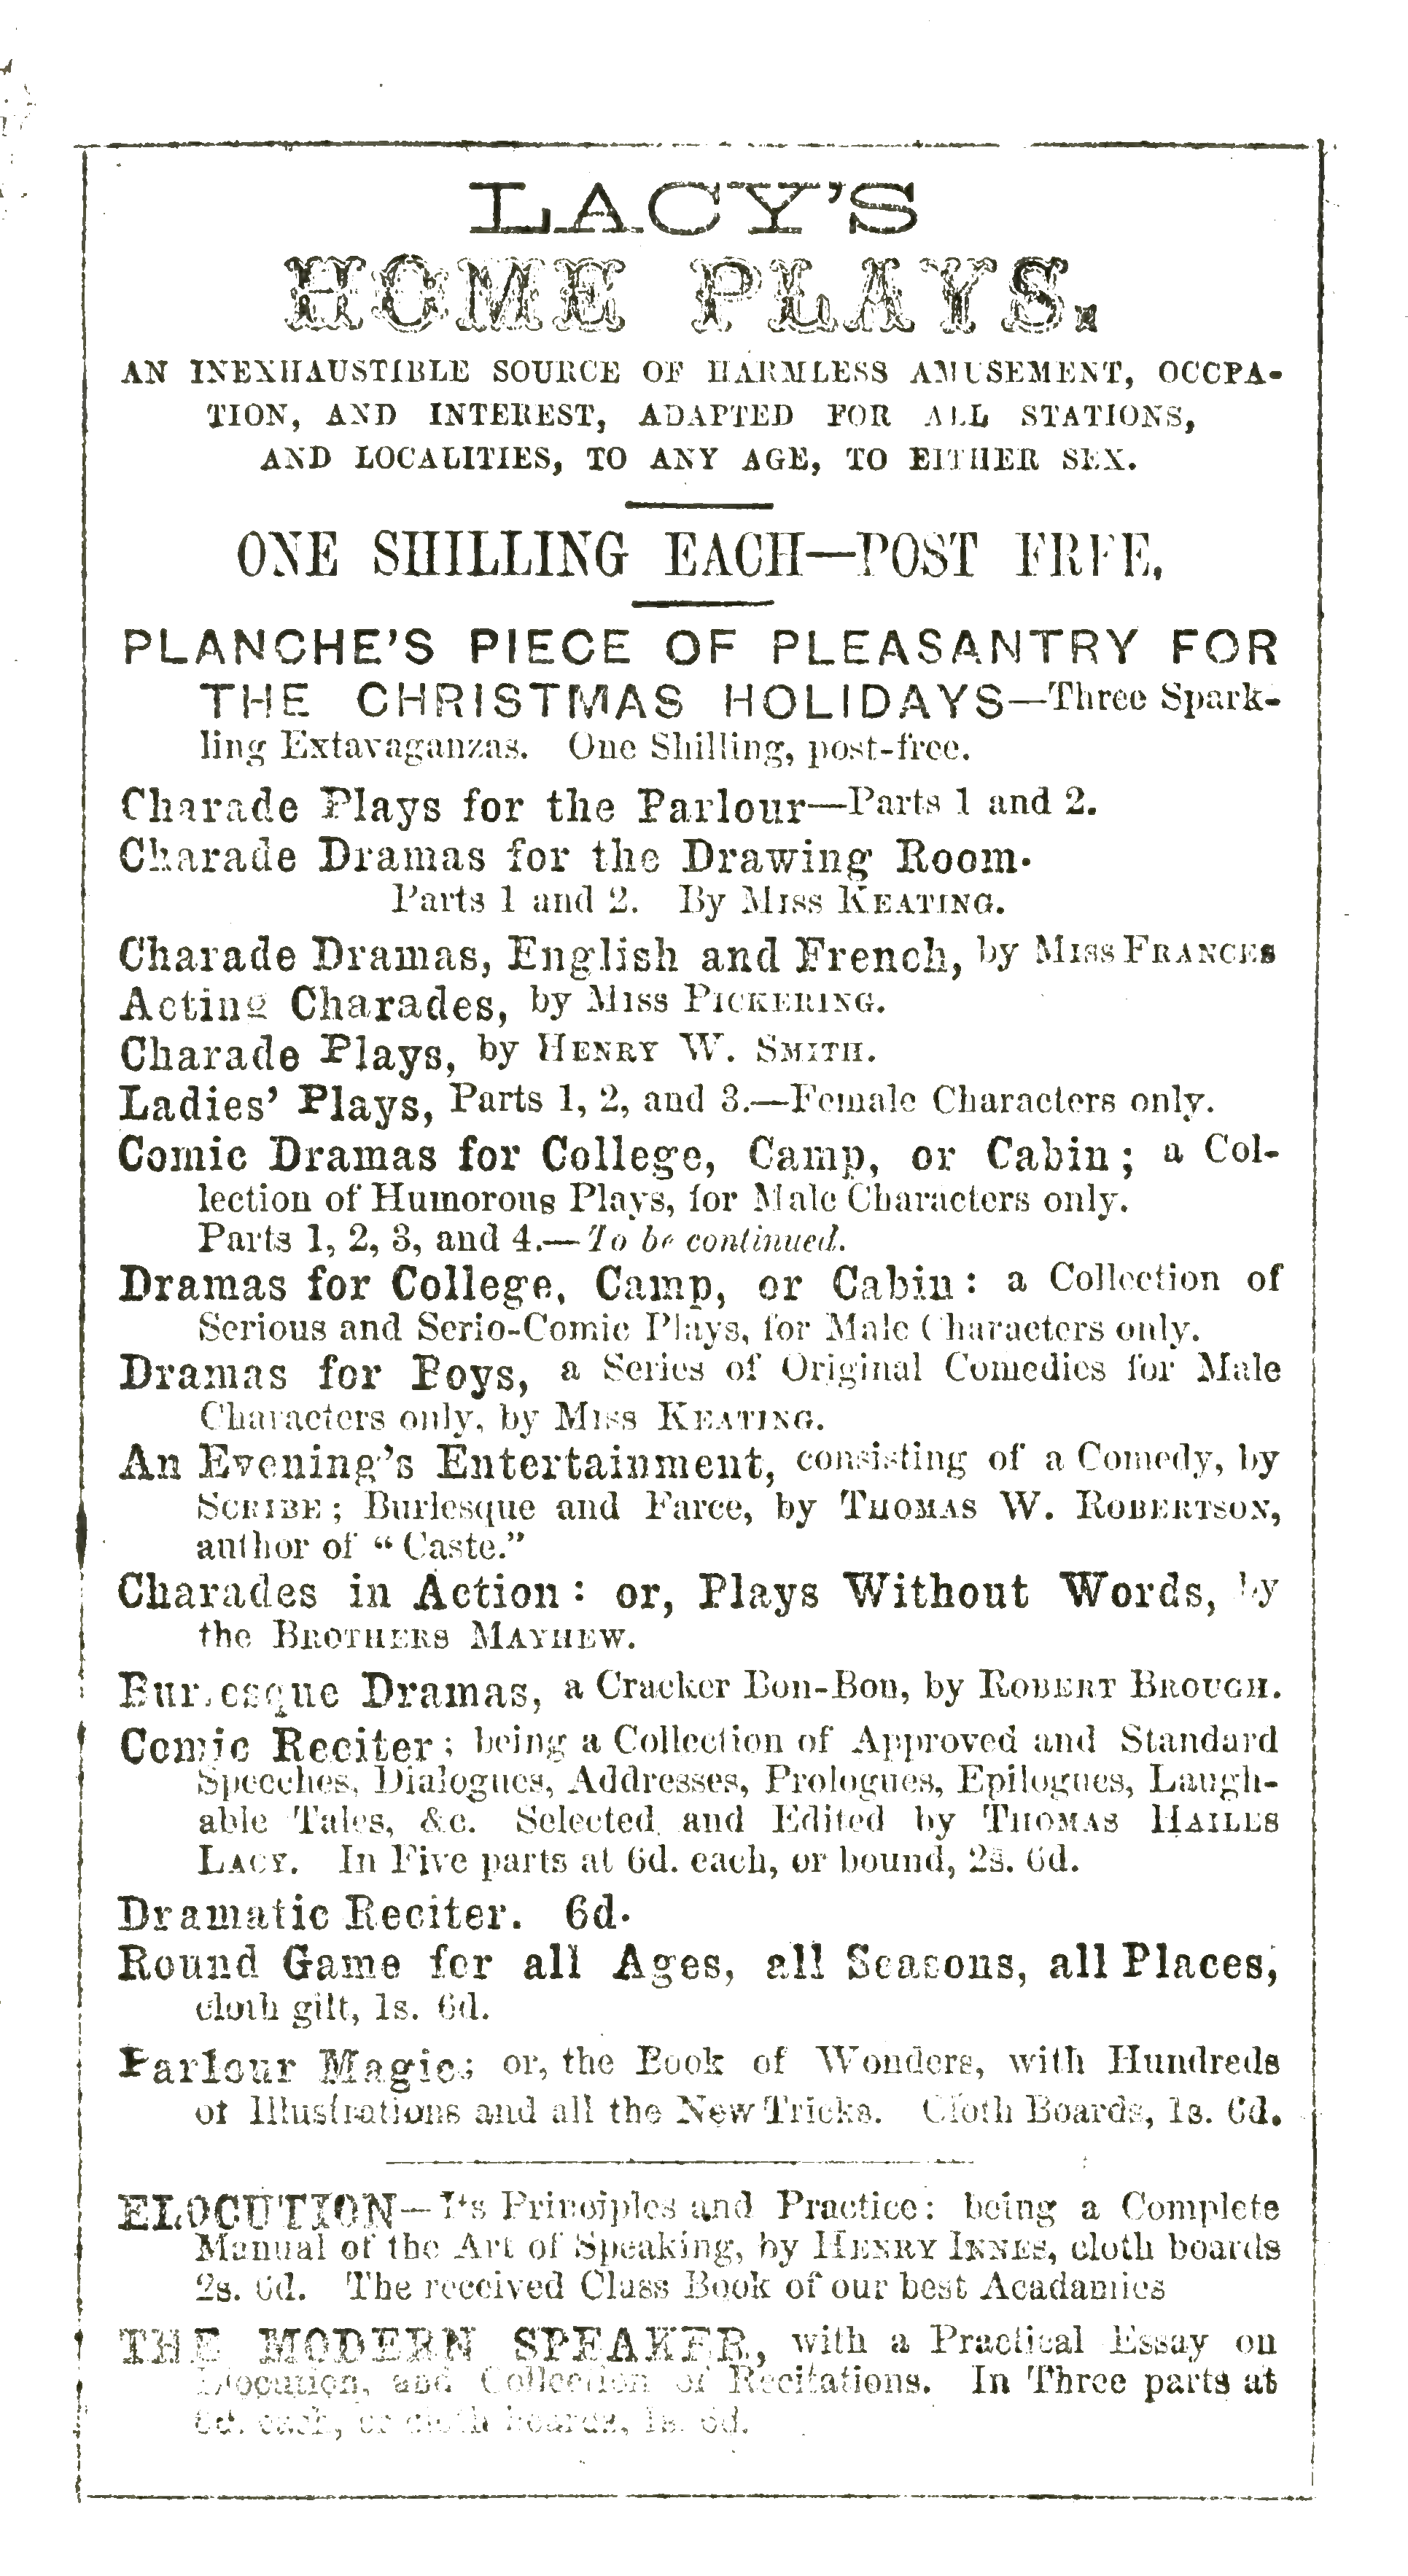 LACY'S
HOME PLAYS.
AN INEXHAUSTIBLE SOURCE OF HARMLESS AMUSEMENT, OCCPA-
TION, AND INTEREST, ADAPTED FOR ALL STATIONS,
AND LOCALITIES, TO ANY AGE, TO EITHER SEX.
ONE SHILLING EACH—POST FREE.
PLANCHE'S PIECE OF PLEASANTRY FOR
THE CHRISTMAS HOLIDAYS—Three Spark-
ling Extavaganzas. One Shilling, post-free.
Charade Plays for the Parlour—Parts 1 and 2.
Charade Dramas for the Drawing Room.
Parts 1 and 2. By MISS KEATING.
Charade Dramas, English and French, by MISS FRANCES
Acting Charades, by MISS PICKERING.
Charade Plays, by HENRY W. SMITH.
Ladies' Plays, Parts 1, 2, and 3.—Female Characters only.
Comic Dramas for College, Camp, or Cabin; a Col-
lection of Humorous Plays, for Male Characters only.
Parts 1, 2, 3, and 4.—To be continued.
Dramas for College, Camp, or Cabin: a Collection of
Serious and Serio-Comic Plays, for Male Characters only.
Dramas for Boys, a Series of Original Comedies for Male
Characters only, by MISS KEATING.
An Evening's Entertainment, consisting of a Comedy, by
SCRIBE; Burlesque and Farce, by THOMAS W. ROBERTSON,
author of "Caste."
Charades in Action: or, Plays Without Words, by
the BROTHERS MAYHEW.
Burlesque Dramas, a Cracker Bon-Bon, by ROBERT BROUGH.
Comic Reciter; being a Collection of Approved and Standard
Speeches, Dialogues, Addresses, Prologues, Epilogues, Laugh-
able Tales, &c. Selected and Edited by THOMAS HAILES
LACY. In Five parts at 6d. each, or bound, 2s. 6d.
Dramatic Reciter. 6d.
Round Game for all Ages, all Seasons, all Places,
cloth gilt, 1s. 6d.
Parlour Magic; or, the Book of Wonders, with Hundreds
of Illustrations and all the New Tricks. Cloth Boards, 1s. 6d.
ELOCUTION—Its Principles and Practice: being a Complete
Manual of the Art of Speaking, by HENRY INNES, cloth boards
2s. 6d. The received Class Book of our best Acadamies
THE MODERN SPEAKER, with a Practical Essay on
Elocution, and Collection of Recitations. In Three parts at
6d. each, or cloth boards, 1s. 6d.